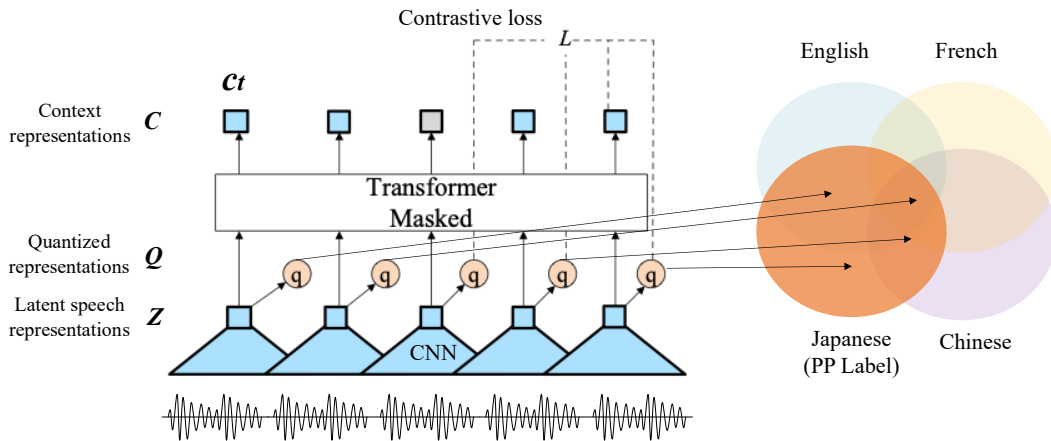 Contrastive loss
L
English
French
Ct
Context
representations
C
Transformer
Masked
Quantized
representations
Q
q
q
q
q
q
Latent speech
representations
Z
CNN
Japanese
(PP Label)
Chinese